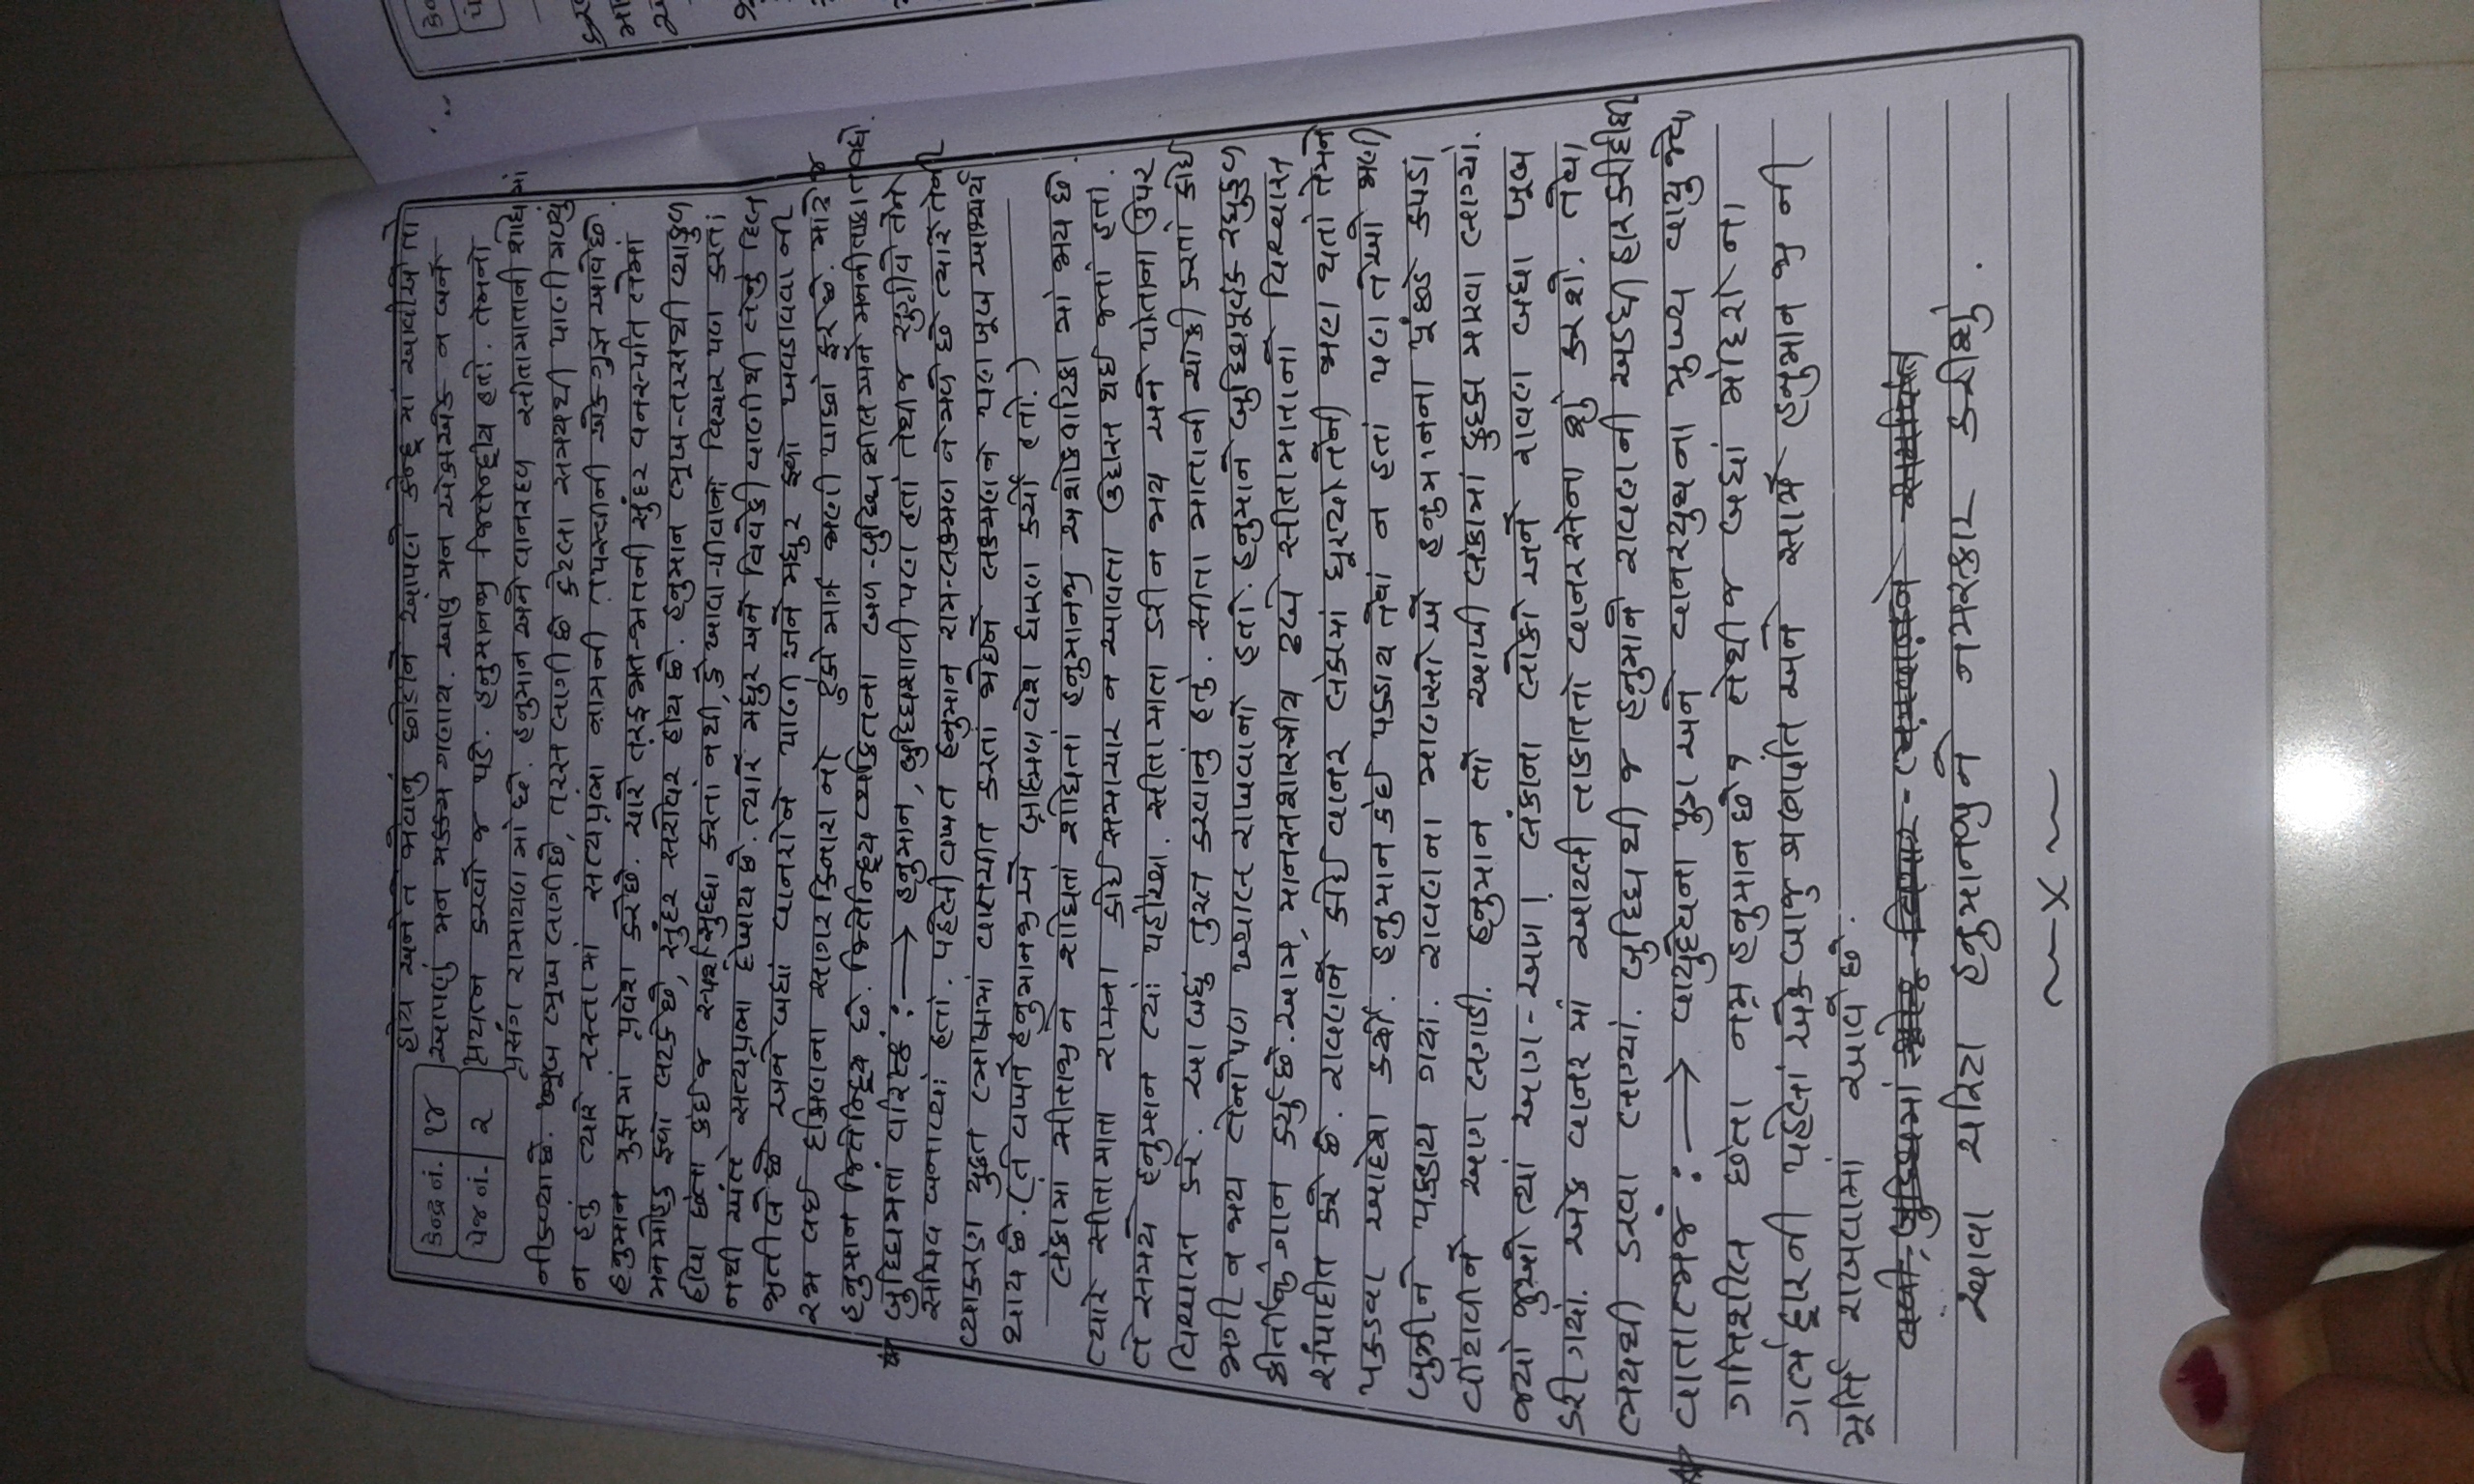 હોય અને તે જોવાનું છોડીને આપણે કેન્દ્ર માં આવીએ તો
કેન્દ્ર નં. ૧૪ આપણું મન મક્કમ ગણાય. આવું મન એકાએક ન બને
પેજ નં. ૨ પ્રયત્ન કરવો જ પડે. હનુમાનજી જિતેન્દ્રીય હતા. તેમનો
પ્રસંગ રામાયણ માં છે. હનુમાન અને વાનરદળ સીતામાતાની શોધમાં
નીકળ્યા છે. ખૂબ ભૂખ લાગી છે, તરસ લાગી છે કેટલા સમયથી પાણી મળ્યું
ન હતું ત્યારે રસ્તામાં સત્યપ્રભા નામની તપસ્વીની એક ગુફા આવે છે.
હનુમાન ગુફામાં પ્રવેશ કરે છે. ચારે તરફ જાત-જાતની સુંદર વનસ્પતિ તેમાં
મનમોહક ફળો લટકે છે, સુંદર સરોવર હોય છે. હનુમાન ભૂખ-તરસથી વ્યાકુળ
હોવા છતા કંઈ જ સ્પર્શ સુધ્ધા કરતાં નથી, કે ખાવા-પીવાનો વિચાર પણ કરતાં
નથી અંતે સત્યપ્રભા દેખાય છે. ત્યારે મધુર અને વિવેકી વાણીથી તેનું દિલ
જીતી લે છે અને બધાં વાનરોને પાણી અને મધુર ફળો ખવડાવવા ની
રજા લઈ દક્ષિણના સાગરકિનારાનો ટુંકો માર્ગ જાણી પાછાં ફરે છે. માટે જ
હનુમાન જિતેન્દ્રિય છે. જિતેન્દ્રિય વ્યક્તિના બળ-બુદ્ધિ શીલ અને મનની તાકાત વધે.
બુદ્ધિમતાં વરિષ્ઠં :→ હનુમાન, બુદ્ધિશાળી પણ હતાં તેથી જ સુગ્રીવે તેને
સચિવ બનાવ્યાં હતાં. પહેલી વખત હનુમાન રામ-લક્ષ્મણ ને મળે છે ત્યારે તેની
વ્યાકરણ યુક્ત ભાષામાં વાતચીત કરતાં જોઈને લક્ષ્મણને પણ ખૂબ આશ્ચર્ય
થાય છે. (તે વખતે હનુમાનજીએ બ્રાહ્મણ વેશ ધારણ કર્યો હતો.)
લંકામાં સીતાજીને શોધતાં શોધતાં હનુમાનજી અશોકવાટિકા માં જાય છે.
ત્યારે સીતામાતા રામના કોઈ સમાચાર ન આવતા ઉદાસ થઈ જતાં હતા.
તે સમયે હનુમાન ત્યાં પહોંચ્યા. સીતામાતા ડરી ન જાય અને પોતાના ઉપર
વિશ્વાસ કરે. આ બધું તુરત કરવાનું હતું. સીતા માતાની ચોકી કરતાં કોઈ
જાગી ન જાય તેનો પણ ખ્યાલ રાખવાનો હતો. હનુમાને બુદ્ધિપૂર્વક રઘુકુળ
કીર્તીનું ગાન કર્યું છે. આમ, માનસશાસ્ત્રીય ઢબે સીતામાતાનો વિશ્વાસ
સંપાદીત કરે છે. રાવણને કોઈ વાનર લંકામાં ઘૂસ્યો તેની જાણ થતાં તેમને
પકડવા આદેશ કર્યો. હનુમાન કંઈ પકડાય તેવાં ન હતાં પણ તેઓ જાણી
બુઝીને પકડાય ગયા. રાવણના માણસોએ હનુમાનના પૂંછડે કપડા
વીંટાળીને આગ લગાડી. હનુમાન તો આખી લંકામાં કુદકા મારવા લાગ્યાં.
જ્યાં જુઓ ત્યાં આગ-આગ! લંકાના લોકો અને રાવણ બધા ખૂબ
ડરી ગયાં. એક વાનર માં આટલી તાકાત તો વાનરસેના શું કરશે. તેવા
ભયથી ડરવા લાગ્યાં. બુદ્ધિથી જ હનુમાને રાવણની અડધી હાર કરી દીધી.
વાતાત્મજં :→ વાયુદેવના પુત્ર અને વાનરયુથ ના મુખ્ય વાયુ જેવા
ગતિશીલ છતા નમ્ર હનુમાન છે તેથી જ બધાં મંદિરો ના
ગર્ભદ્વારની પહેલાં એક બાજુ ગણપતિ અને સામે હનુમાનજીની
મૂર્તિ રાખવામાં આવે છે.
આવા ચરિત્ર હનુમાનજીને નમસ્કાર કરીશું.
~x~